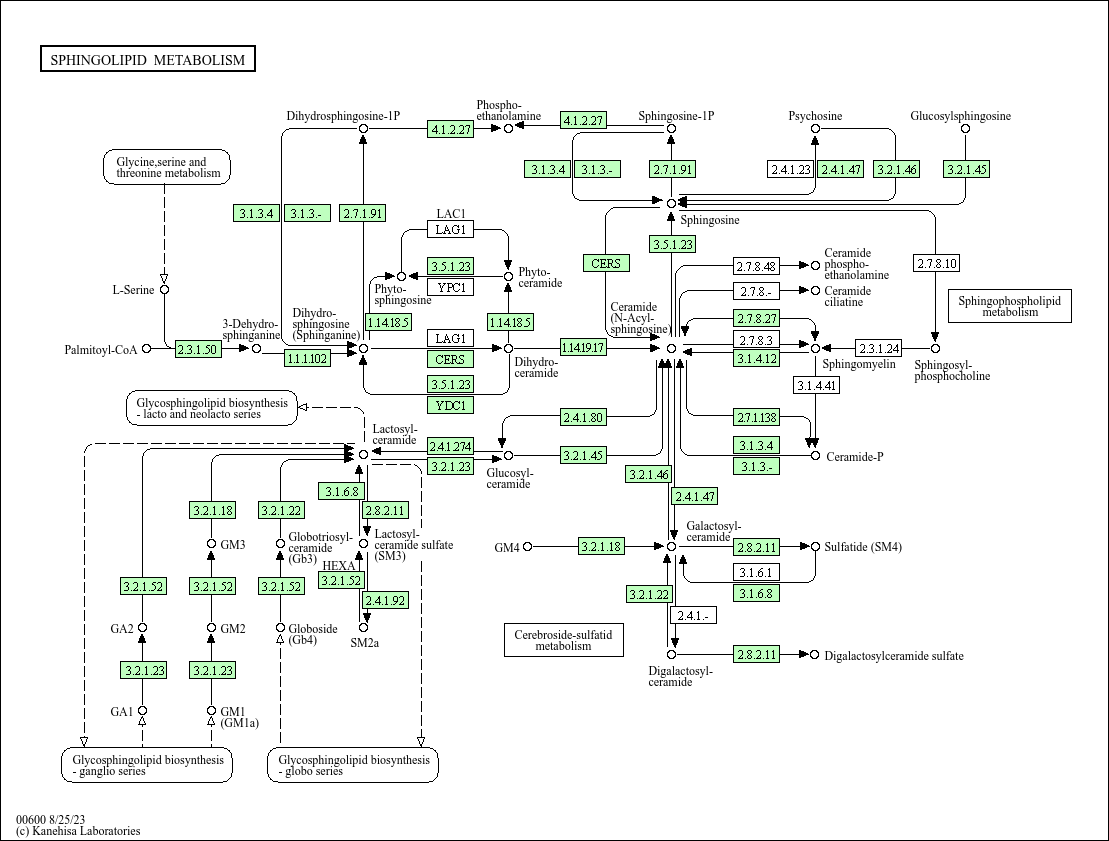 SPHINGOLIPID METABOLISM
Dihydrosphingosine-1P
4.1.2.27
Phospho-
ethanolamine
4.1.2.27
Sphingosine-1P
Psychosine
Glucosylsphingosine
Glycine,serine and
threonine metabolism
3.1.3.4
3.1.3.-
2.7.1.91
2.4.1.23
2.4.1.47
3.2.1.46
3.2.1.45
3.1.3.4
3.1.3.-
2.7.1.91
LAC1
LAG1
Sphingosine
3.5.1.23
CERS
3.5.1.23
YPC1
Phyto-
sphingosine
Phyto-
ceramide
2.7.8.48
Ceramide
phospho-
ethanolamine
2.7.8.10
2.7.8.-
Ceramide
ciliatine
L-Serine
Sphingophospholipid
metabolism
3-Dehydro-
sphinganine
Dihydro-
sphingosine
(Sphinganine)
1.14.18.5
1.14.18.5
Ceramide
(N-Acyl-
sphingosine)
2.7.8.27
Palmitoyl-CoA
2.3.1.50
1.1.1.102
LAG1
CERS
1.14.19.17
2.7.8.3
3.1.4.12
2.3.1.24
Dihydro-
ceramide
Sphingomyelin
Sphingosyl-
phosphocholine
3.5.1.23
YDC1
3.1.4.41
Glycosphingolipid biosynthesis
- lacto and neolacto series
2.4.1.80
2.7.1.138
Lactosyl-
ceramide
2.4.1.274
3.2.1.23
3.2.1.45
3.1.3.4
3.1.3.-
Ceramide-P
Glucosyl-
ceramide
3.2.1.46
2.4.1.47
3.1.6.8
2.8.2.11
3.2.1.18
3.2.1.22
GM3
Globotriosyl-
ceramide
(Gb3)
Lactosyl-
ceramide sulfate
(SM3)
GM4
3.2.1.18
Galactosyl-
ceramide
2.8.2.11
Sulfatide (SM4)
HEXA
3.2.1.52
3.1.6.1
3.1.6.8
3.2.1.52
3.2.1.52
3.2.1.52
2.4.1.92
3.2.1.22
2.4.1.-
GA2
GM2
Globoside
(Gb4)
SM2a
Cerebroside-sulfatid
metabolism
3.2.1.23
3.2.1.23
2.8.2.11
Digalactosylceramide sulfate
Digalactosyl-
ceramide
GA1
GM1
(GM1a)
Glycosphingolipid biosynthesis
- ganglio series
Glycosphingolipid biosynthesis
- globo series
00600 8/25/23
(c) Kanehisa Laboratories